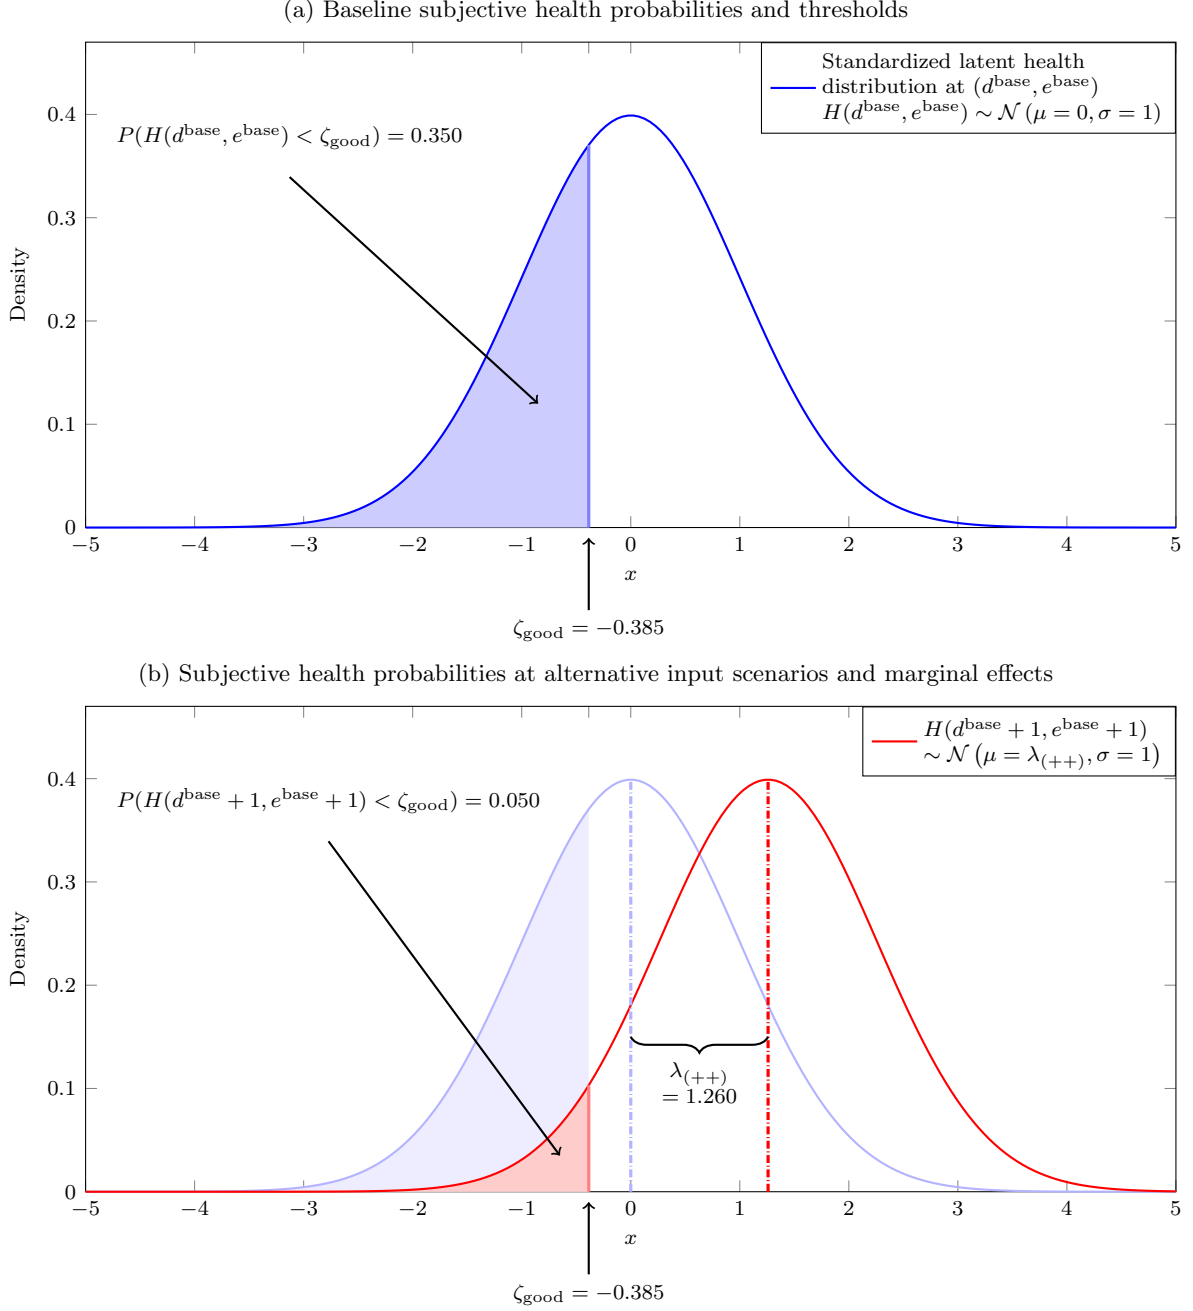 (a) Baseline subjective health probabilities and thresholds
Standardized latent health
distribution at (d^base, e^base)
H(d^base, e^base) ∼ N (μ = 0, σ = 1)
P(H(d^base, e^base) < ζ_good) = 0.350
0.4
0.3
0.2
0.1
0
Density
−5 −4 −3 −2 −1 0 1 2 3 4 5
x
ζ_good = −0.385
(b) Subjective health probabilities at alternative input scenarios and marginal effects
H(d^base + 1, e^base + 1)
∼ N (μ = λ_(++), σ = 1)
P(H(d^base + 1, e^base + 1) < ζ_good) = 0.050
0.4
0.3
0.2
0.1
0
Density
λ_(++)
= 1.260
−5 −4 −3 −2 −1 0 1 2 3 4 5
x
ζ_good = −0.385